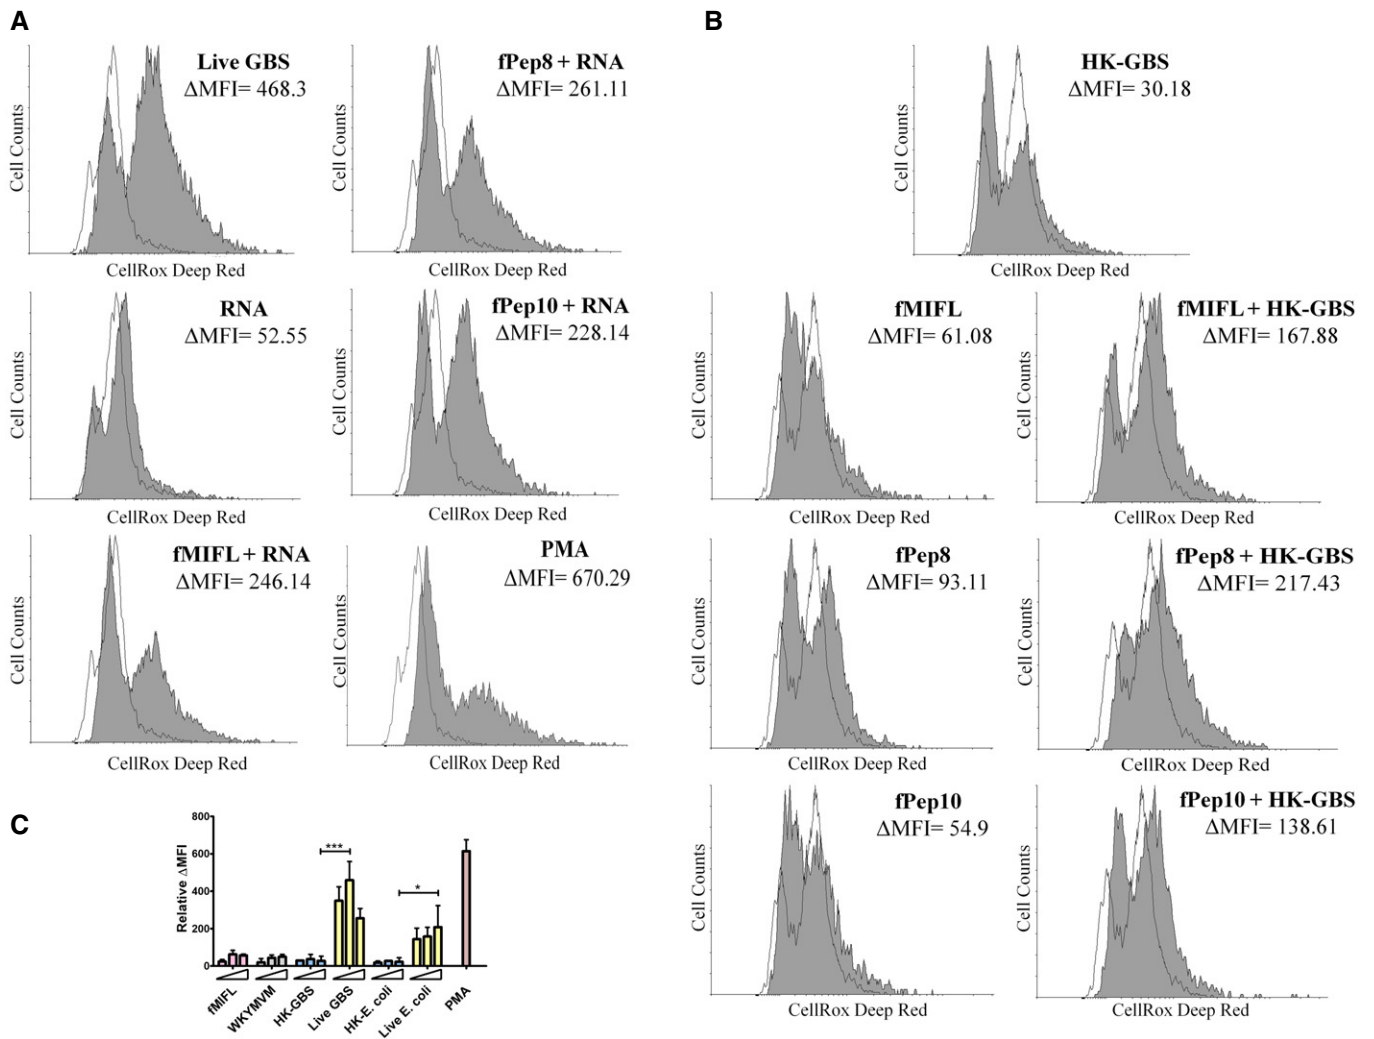 A
Live GBS
ΔMFI= 468.3
Cell Counts
CellRox Deep Red
fPep8 + RNA
ΔMFI= 261.11
Cell Counts
CellRox Deep Red
RNA
ΔMFI= 52.55
Cell Counts
CellRox Deep Red
fPep10 + RNA
ΔMFI= 228.14
Cell Counts
CellRox Deep Red
fMIFL + RNA
ΔMFI= 246.14
Cell Counts
CellRox Deep Red
PMA
ΔMFI= 670.29
Cell Counts
CellRox Deep Red
B
HK-GBS
ΔMFI= 30.18
Cell Counts
CellRox Deep Red
fMIFL
ΔMFI= 61.08
Cell Counts
CellRox Deep Red
fMIFL + HK-GBS
ΔMFI= 167.88
Cell Counts
CellRox Deep Red
fPep8
ΔMFI= 93.11
Cell Counts
CellRox Deep Red
fPep8 + HK-GBS
ΔMFI= 217.43
Cell Counts
CellRox Deep Red
fPep10
ΔMFI= 54.9
Cell Counts
CellRox Deep Red
fPep10 + HK-GBS
ΔMFI= 138.61
Cell Counts
CellRox Deep Red
C
Relative ΔMFI
800
600
400
200
0
***
*
fMIFL
WKYMVM
HK-GBS
Live GBS
HK-E. coli
Live E. coli
PMA